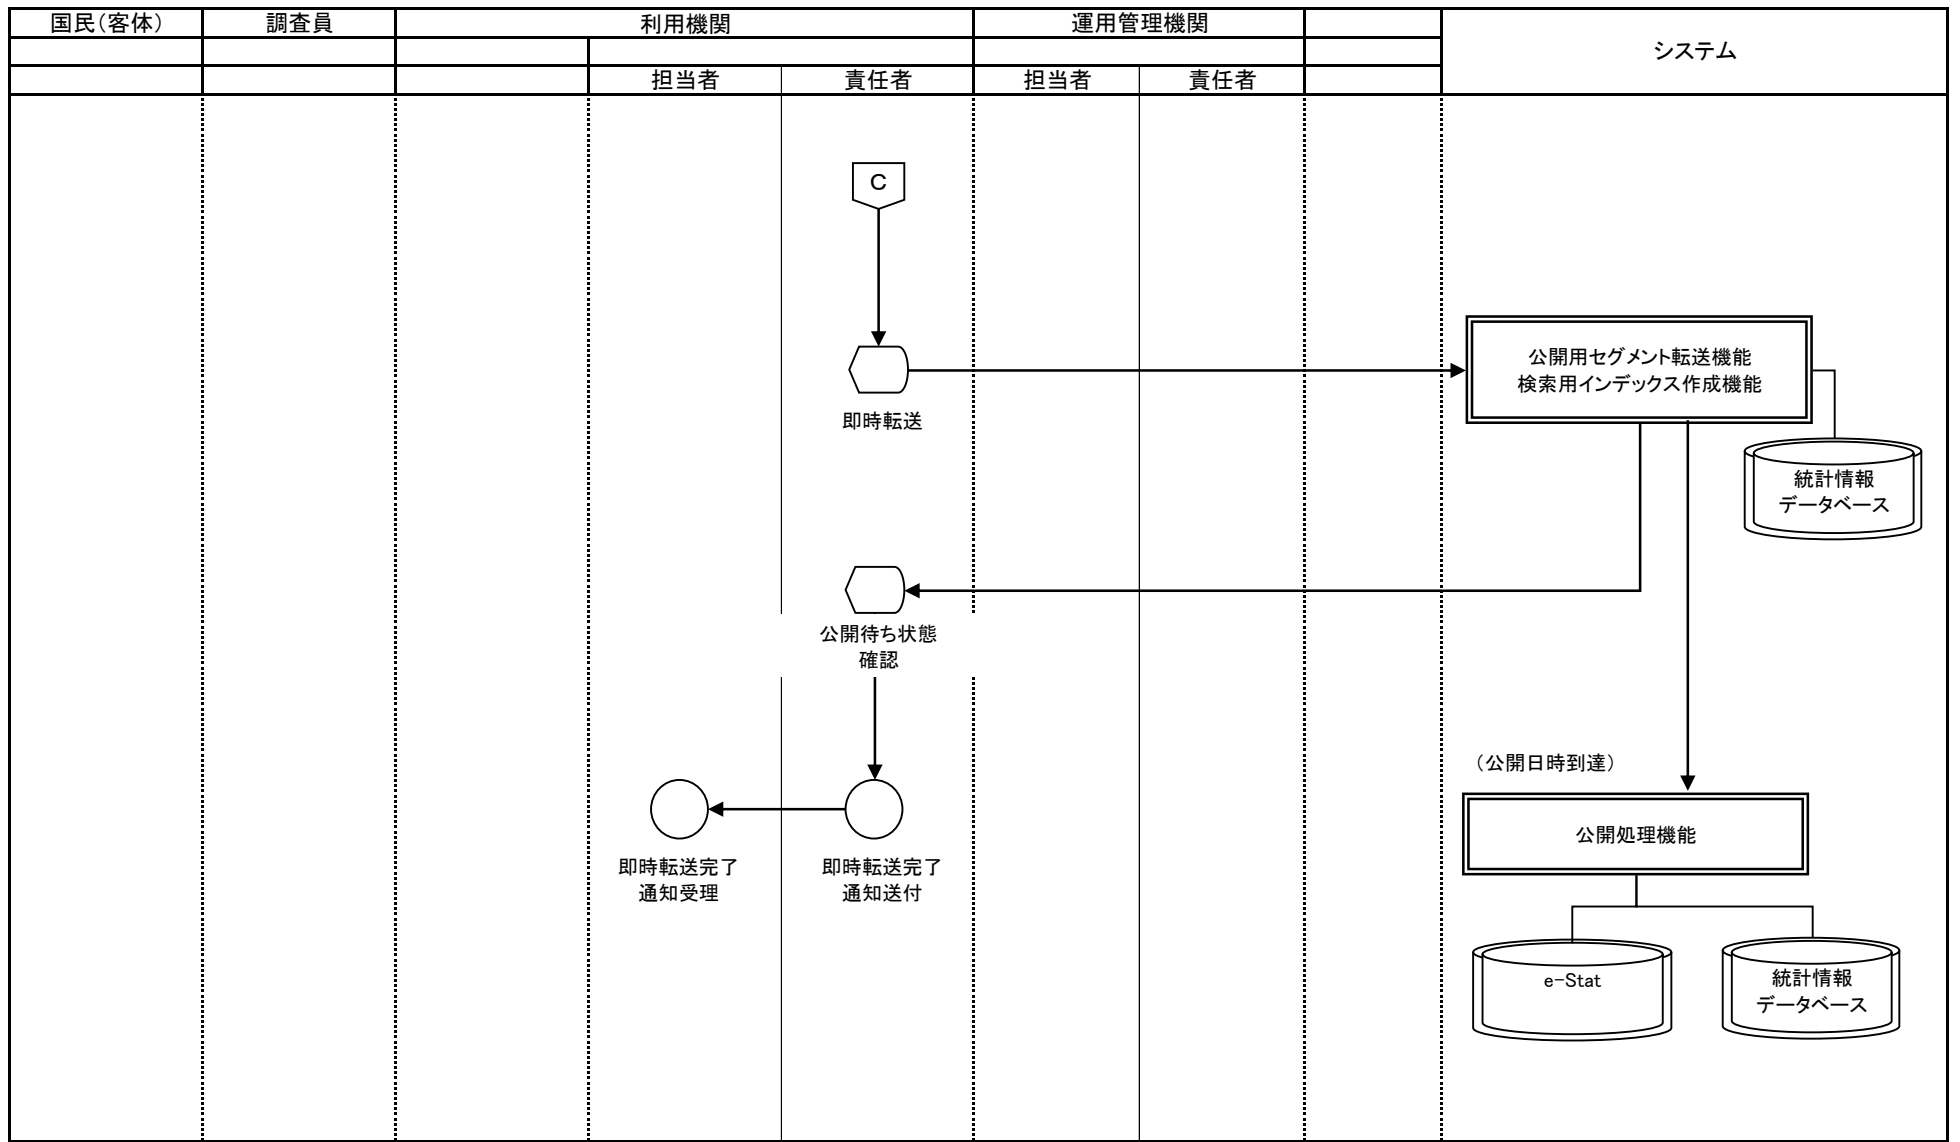 国民(客体)
調査員
利用機関
運用管理機関
システム
担当者
責任者
担当者
責任者
C
公開用セグメント転送機能
検索用インデックス作成機能
即時転送
統計情報
データベース
公開待ち状態
確認
(公開日時到達)
公開処理機能
即時転送完了
通知受理
即時転送完了
通知送付
e-Stat
統計情報
データベース